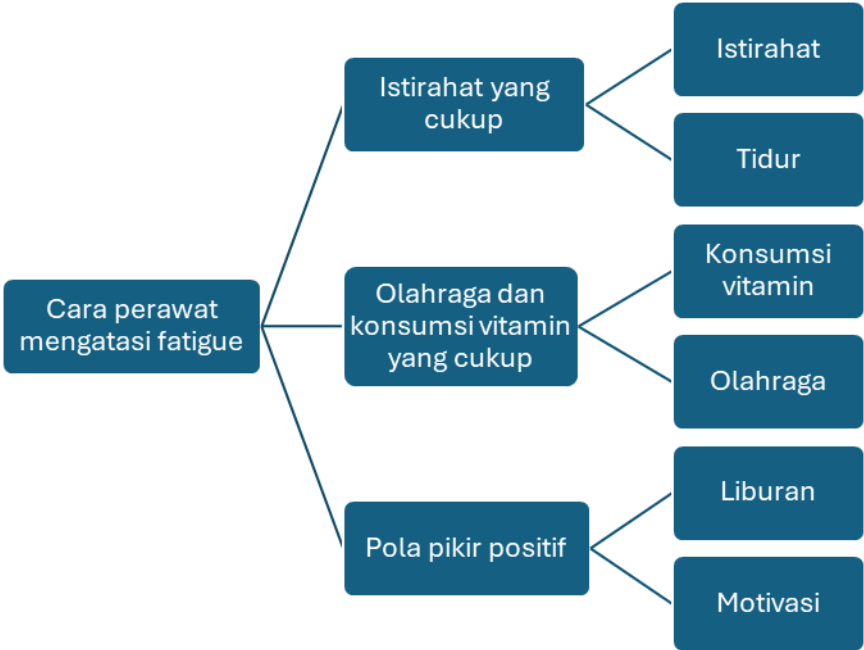 Cara perawat
mengatasi fatigue
Istirahat yang
cukup
Istirahat
Tidur
Olahraga dan
konsumsi vitamin
yang cukup
Konsumsi
vitamin
Olahraga
Pola pikir positif
Liburan
Motivasi